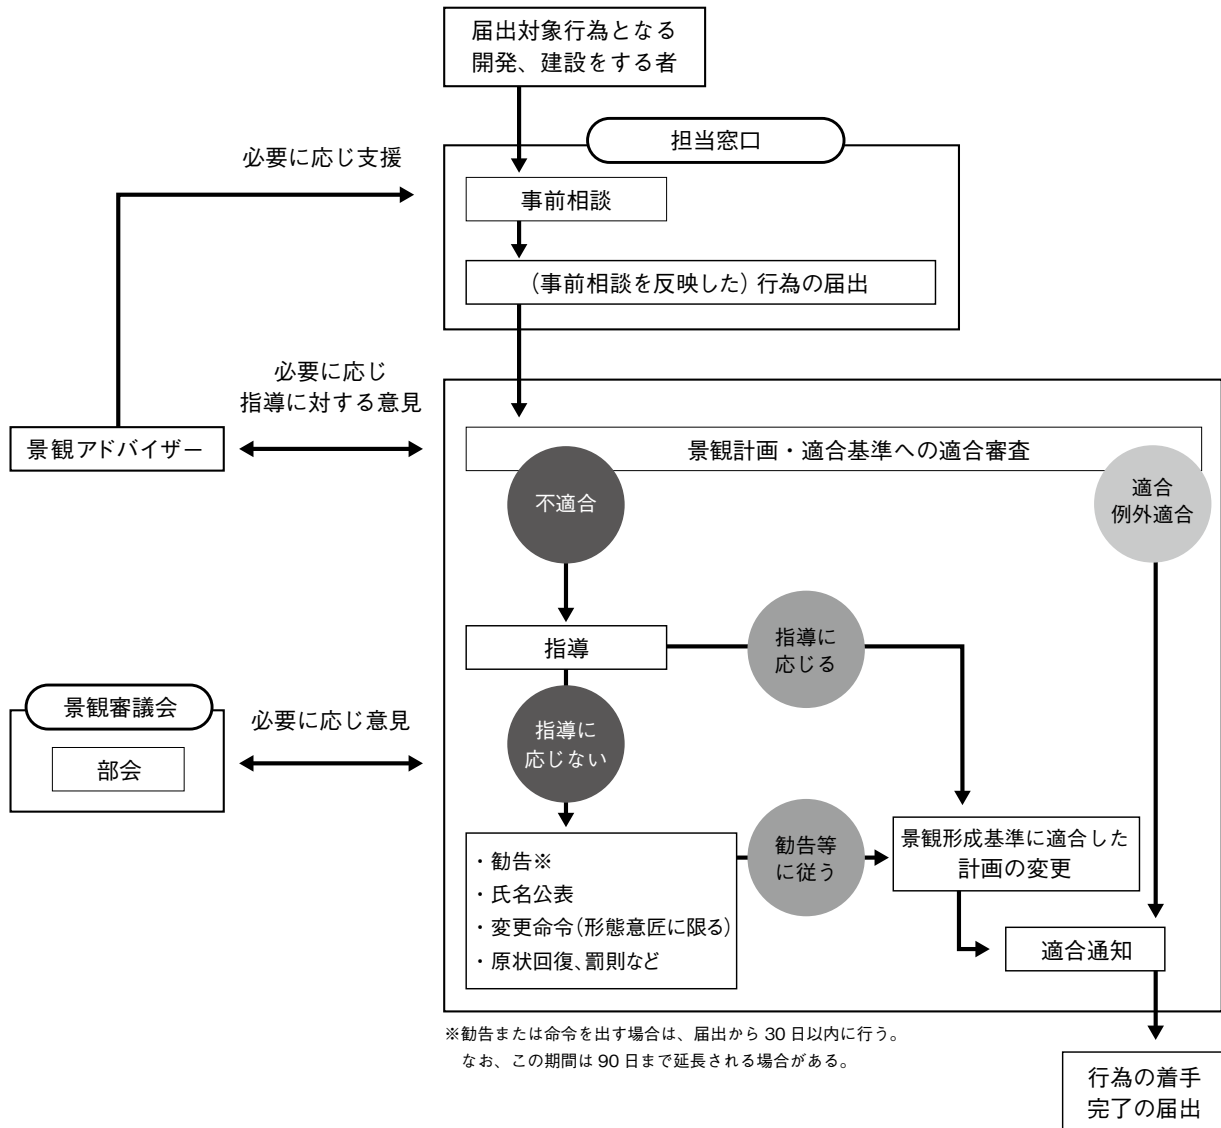 届出対象行為となる
開発、建設をする者
担当窓口
必要に応じ支援
事前相談
（事前相談を反映した）行為の届出
必要に応じ
指導に対する意見
景観アドバイザー
景観計画・適合基準への適合審査
不適合
適合
例外適合
指導
指導に
応じる
景観審議会
部会
必要に応じ意見
指導に
応じない
・勧告※
・氏名公表
・変更命令（形態意匠に限る）
・原状回復、罰則など
勧告等
に従う
景観形成基準に適合した
計画の変更
適合通知
※勧告または命令を出す場合は、届出から 30 日以内に行う。
なお、この期間は 90 日まで延長される場合がある。
行為の着手
完了の届出